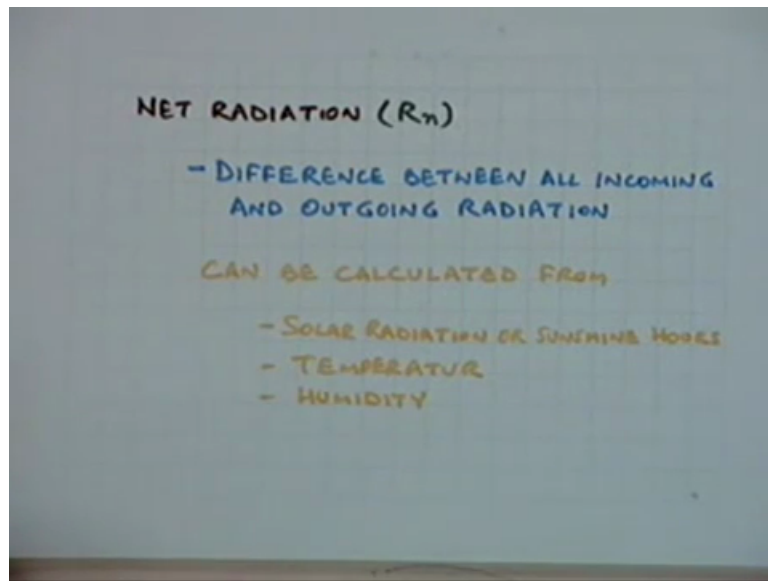 NET RADIATION (Rn)
- DIFFERENCE BETWEEN ALL INCOMING
AND OUTGOING RADIATION
CAN BE CALCULATED FROM
- SOLAR RADIATION OR SUNSHINE HOURS
- TEMPERATUR
- HUMIDITY